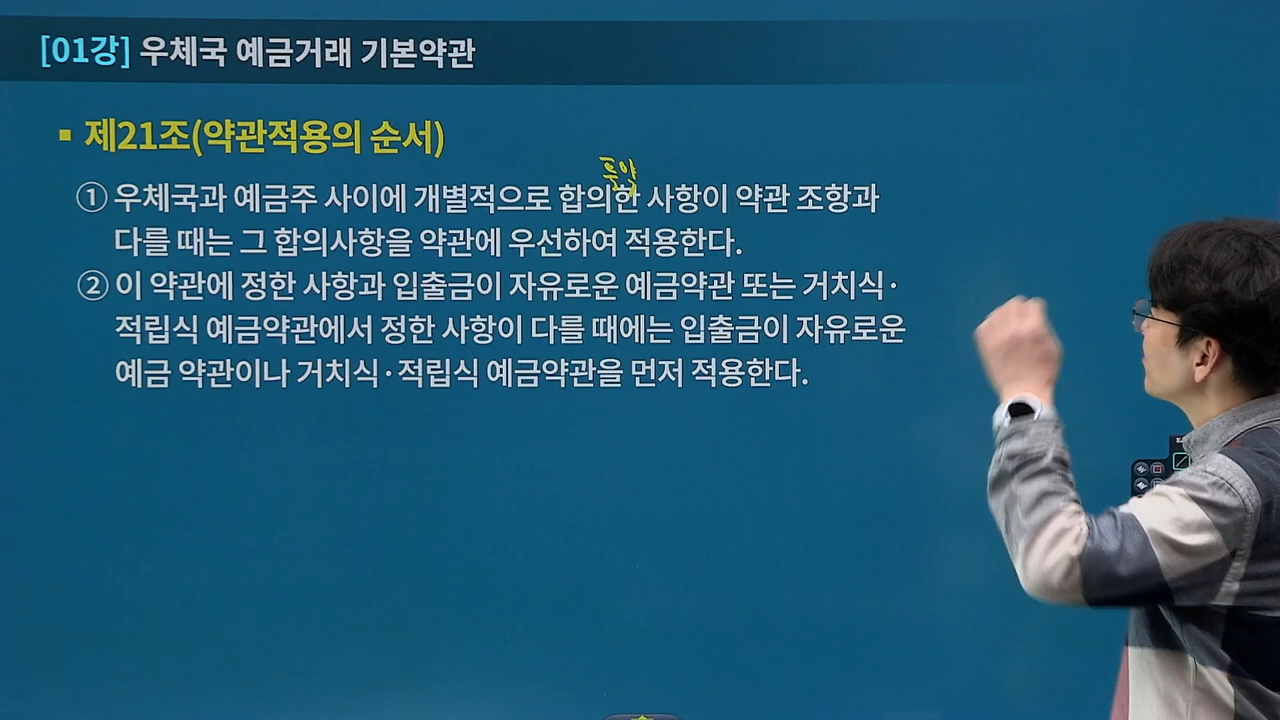 [01강] 우체국 예금거래 기본약관
▪ 제21조(약관적용의 순서)
특약
① 우체국과 예금주 사이에 개별적으로 합의한 사항이 약관 조항과
다를 때는 그 합의사항을 약관에 우선하여 적용한다.
② 이 약관에 정한 사항과 입출금이 자유로운 예금약관 또는 거치식·
적립식 예금약관에서 정한 사항이 다를 때에는 입출금이 자유로운
예금 약관이나 거치식·적립식 예금약관을 먼저 적용한다.